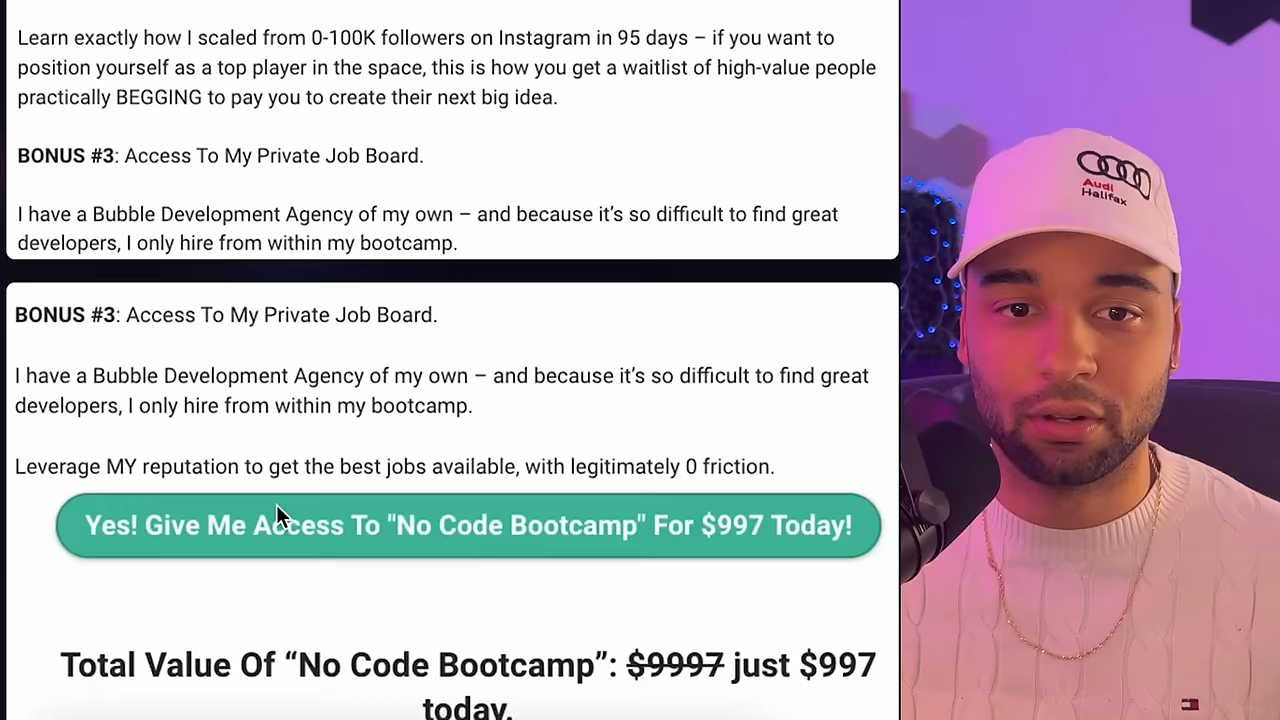 Learn exactly how I scaled from 0-100K followers on Instagram in 95 days – if you want to
position yourself as a top player in the space, this is how you get a waitlist of high-value people
practically BEGGING to pay you to create their next big idea.
BONUS #3: Access To My Private Job Board.
I have a Bubble Development Agency of my own – and because it’s so difficult to find great
developers, I only hire from within my bootcamp.
BONUS #3: Access To My Private Job Board.
I have a Bubble Development Agency of my own – and because it’s so difficult to find great
developers, I only hire from within my bootcamp.
Leverage MY reputation to get the best jobs available, with legitimately 0 friction.
Yes! Give Me Access To "No Code Bootcamp" For $997 Today!
Total Value Of “No Code Bootcamp”: $9997 just $997
today.
Audi
Halifax